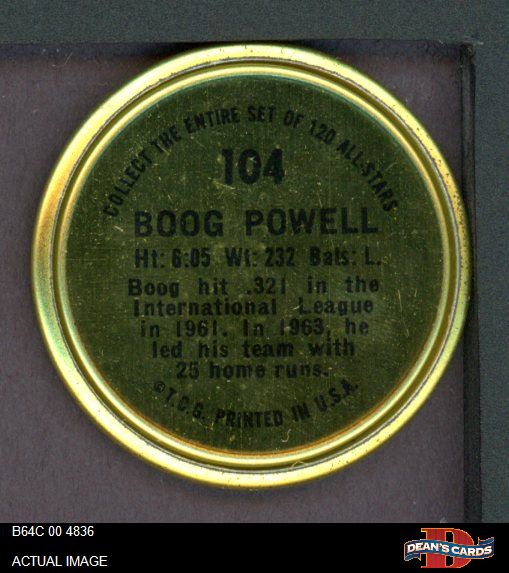 COLLECT THE ENTIRE SET OF 120 ALL-STARS
104
BOOG POWELL
Ht: 6:05 Wt: 232 Bats: L.
Boog hit .321 in the
International League
in 1961. In 1963, he
led his team with
25 home runs.
©T.C.G. PRINTED IN U.S.A.
B64C 00 4836
ACTUAL IMAGE
D
DEAN'S CARDS